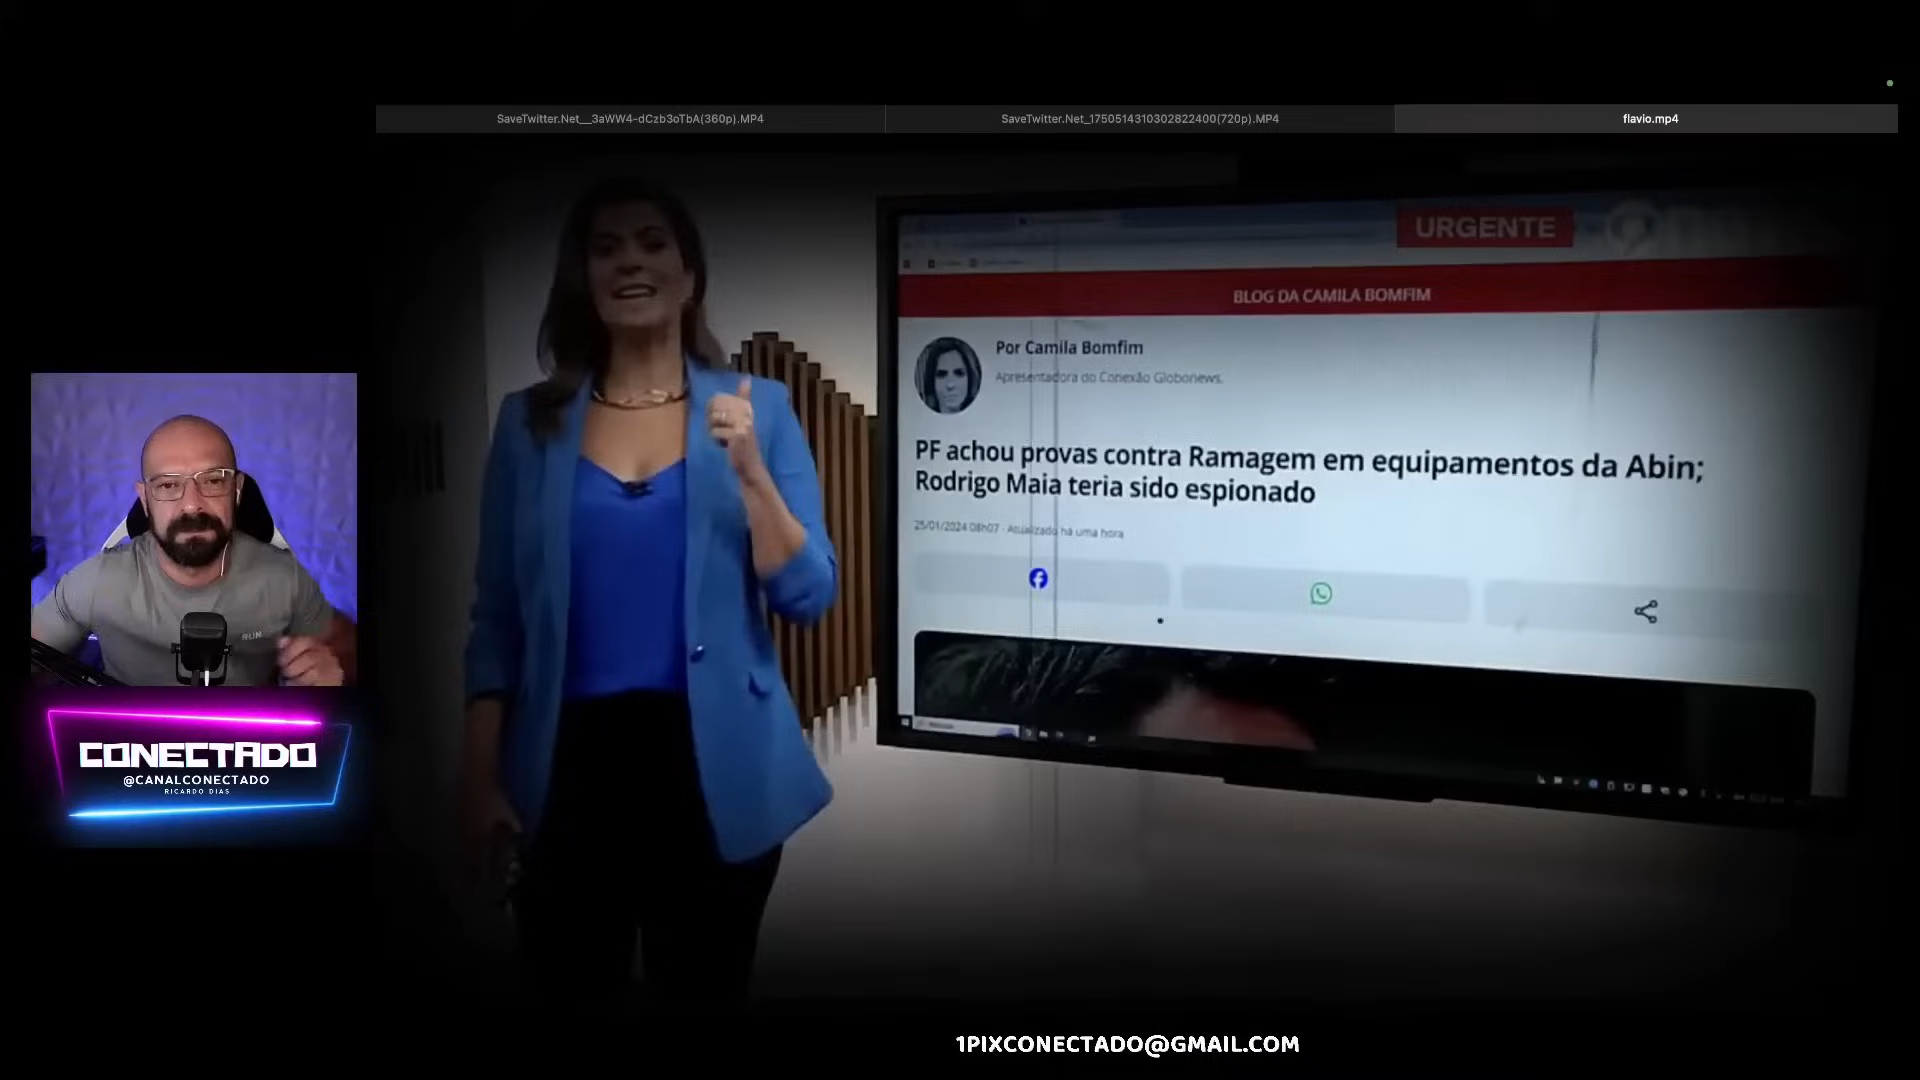 SaveTwitter.Net__3aWW4-dCzb3oTbA(360p).MP4
SaveTwitter.Net_1750514310302822400(720p).MP4
flavio.mp4
URGENTE
BLOG DA CAMILA BOMFIM
Por Camila Bomfim
Apresentadora do Conexão Globonews.
PF achou provas contra Ramagem em equipamentos da Abin;
Rodrigo Maia teria sido espionado
25/01/2024 08h07 · Atualizado há uma hora
RUN
CONECTADO
@CANALCONECTADO
RICARDO DIAS
1PIXCONECTADO@GMAIL.COM